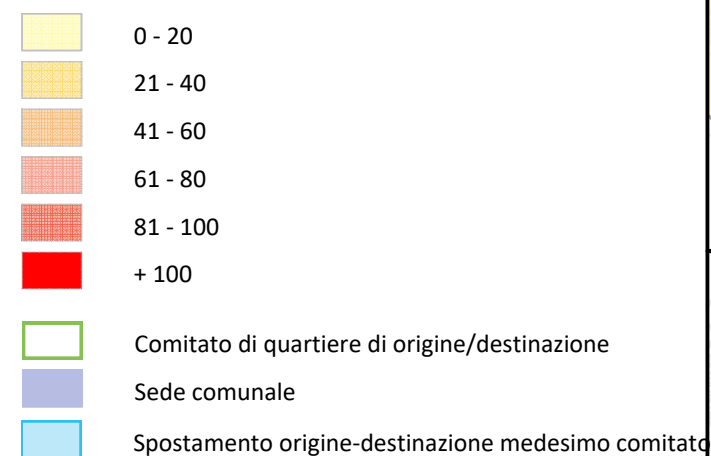 0 - 20
21 - 40
41 - 60
61 - 80
81 - 100
+ 100
Comitato di quartiere di origine/destinazione
Sede comunale
Spostamento origine-destinazione medesimo comitato